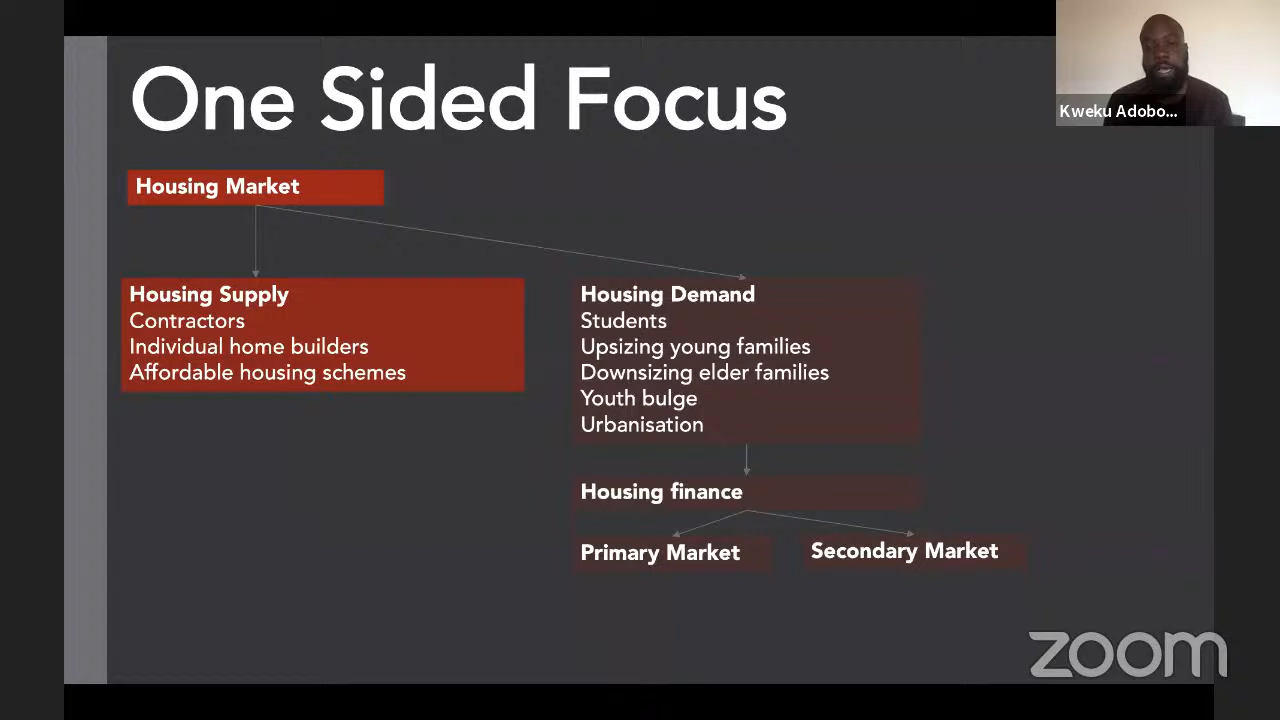 One Sided Focus
Kweku Adobo...
Housing Market
Housing Supply
Contractors
Individual home builders
Affordable housing schemes
Housing Demand
Students
Upsizing young families
Downsizing elder families
Youth bulge
Urbanisation
Housing finance
Primary Market
Secondary Market
zoom